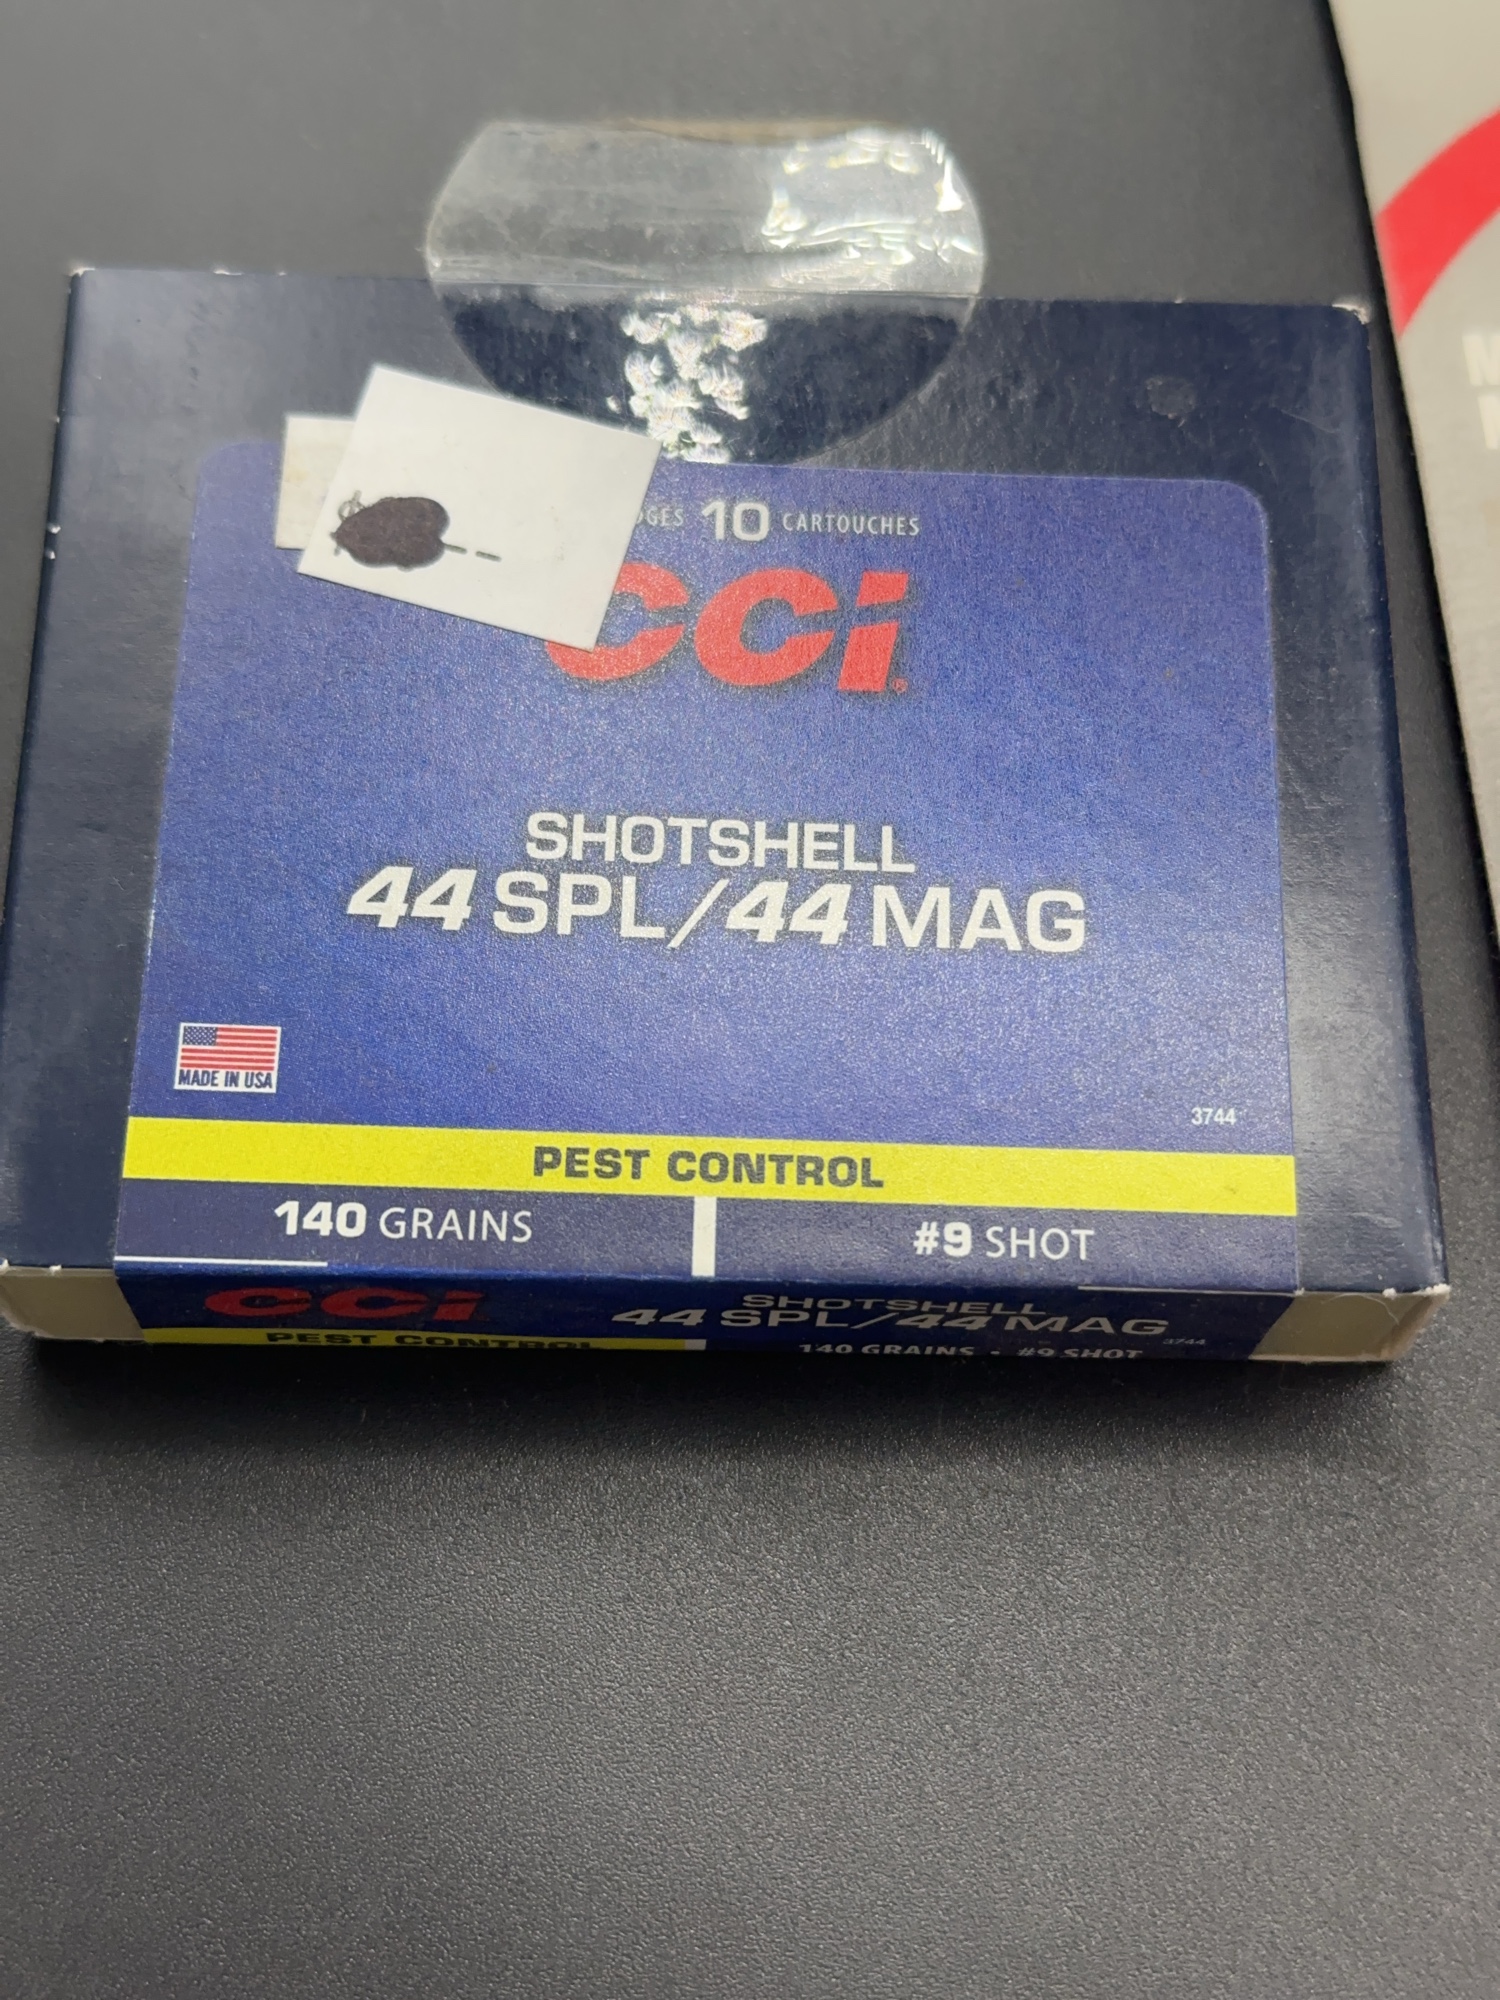 10 CARTOUCHES
CCI
SHOTSHELL
44 SPL/44 MAG
MADE IN USA
3744
PEST CONTROL
140 GRAINS
#9 SHOT
CCI
SHOTSHELL
44 SPL/44 MAG
3744
PEST CONTROL
140 GRAINS • #9 SHOT